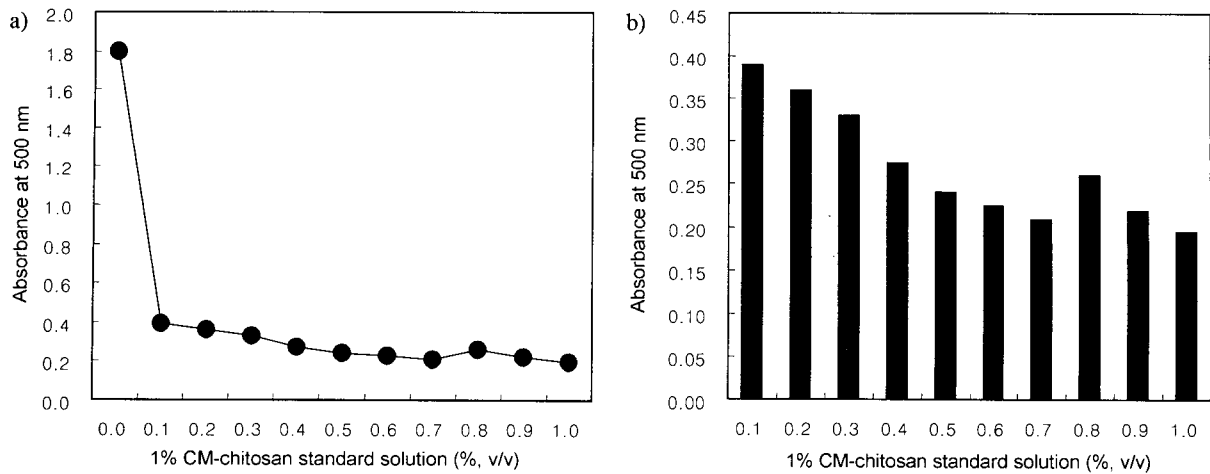 a)
Absorbance at 500 nm
2.0
1.8
1.6
1.4
1.2
1.0
0.8
0.6
0.4
0.2
0.0
0.0 0.1 0.2 0.3 0.4 0.5 0.6 0.7 0.8 0.9 1.0
1% CM-chitosan standard solution (%, v/v)
b)
Absorbance at 500 nm
0.45
0.40
0.35
0.30
0.25
0.20
0.15
0.10
0.05
0.00
0.1 0.2 0.3 0.4 0.5 0.6 0.7 0.8 0.9 1.0
1% CM-chitosan standard solution (%, v/v)